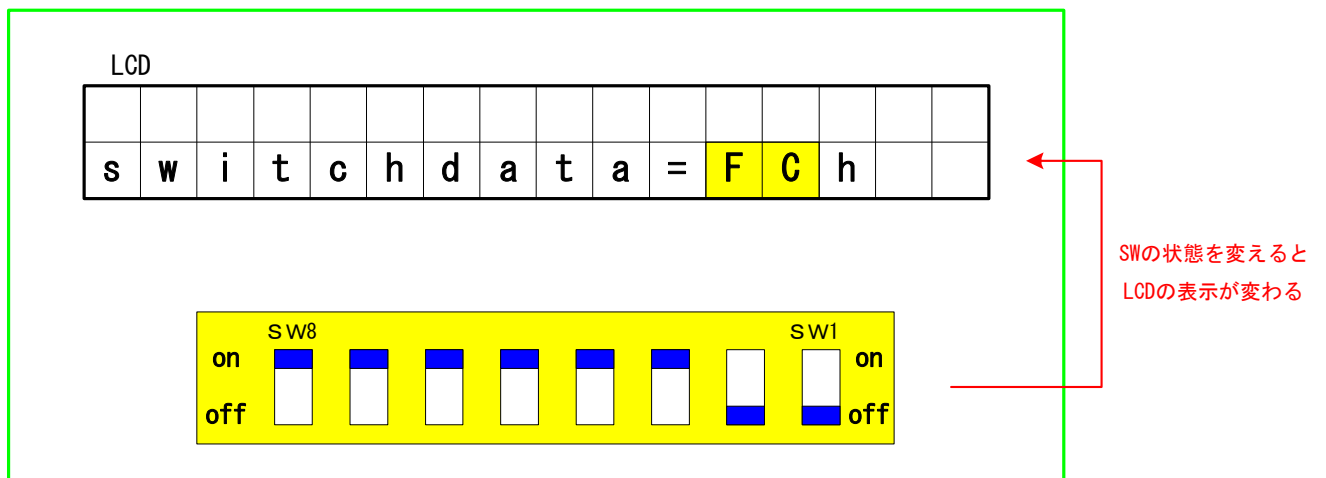 LCD
switchdata=FCh
SWの状態を変えると
LCDの表示が変わる
SW8 SW1
on on
off off